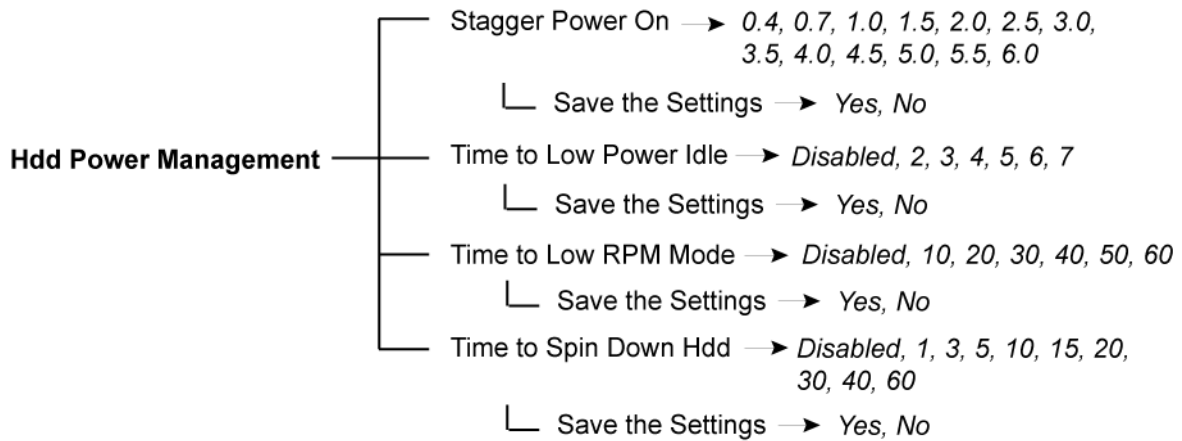 Stagger Power On 0.4, 0.7, 1.0, 1.5, 2.0, 2.5, 3.0,
3.5, 4.0, 4.5, 5.0, 5.5, 6.0
Save the Settings Yes, No
Hdd Power Management
Time to Low Power Idle Disabled, 2, 3, 4, 5, 6, 7
Save the Settings Yes, No
Time to Low RPM Mode Disabled, 10, 20, 30, 40, 50, 60
Save the Settings Yes, No
Time to Spin Down Hdd Disabled, 1, 3, 5, 10, 15, 20,
30, 40, 60
Save the Settings Yes, No